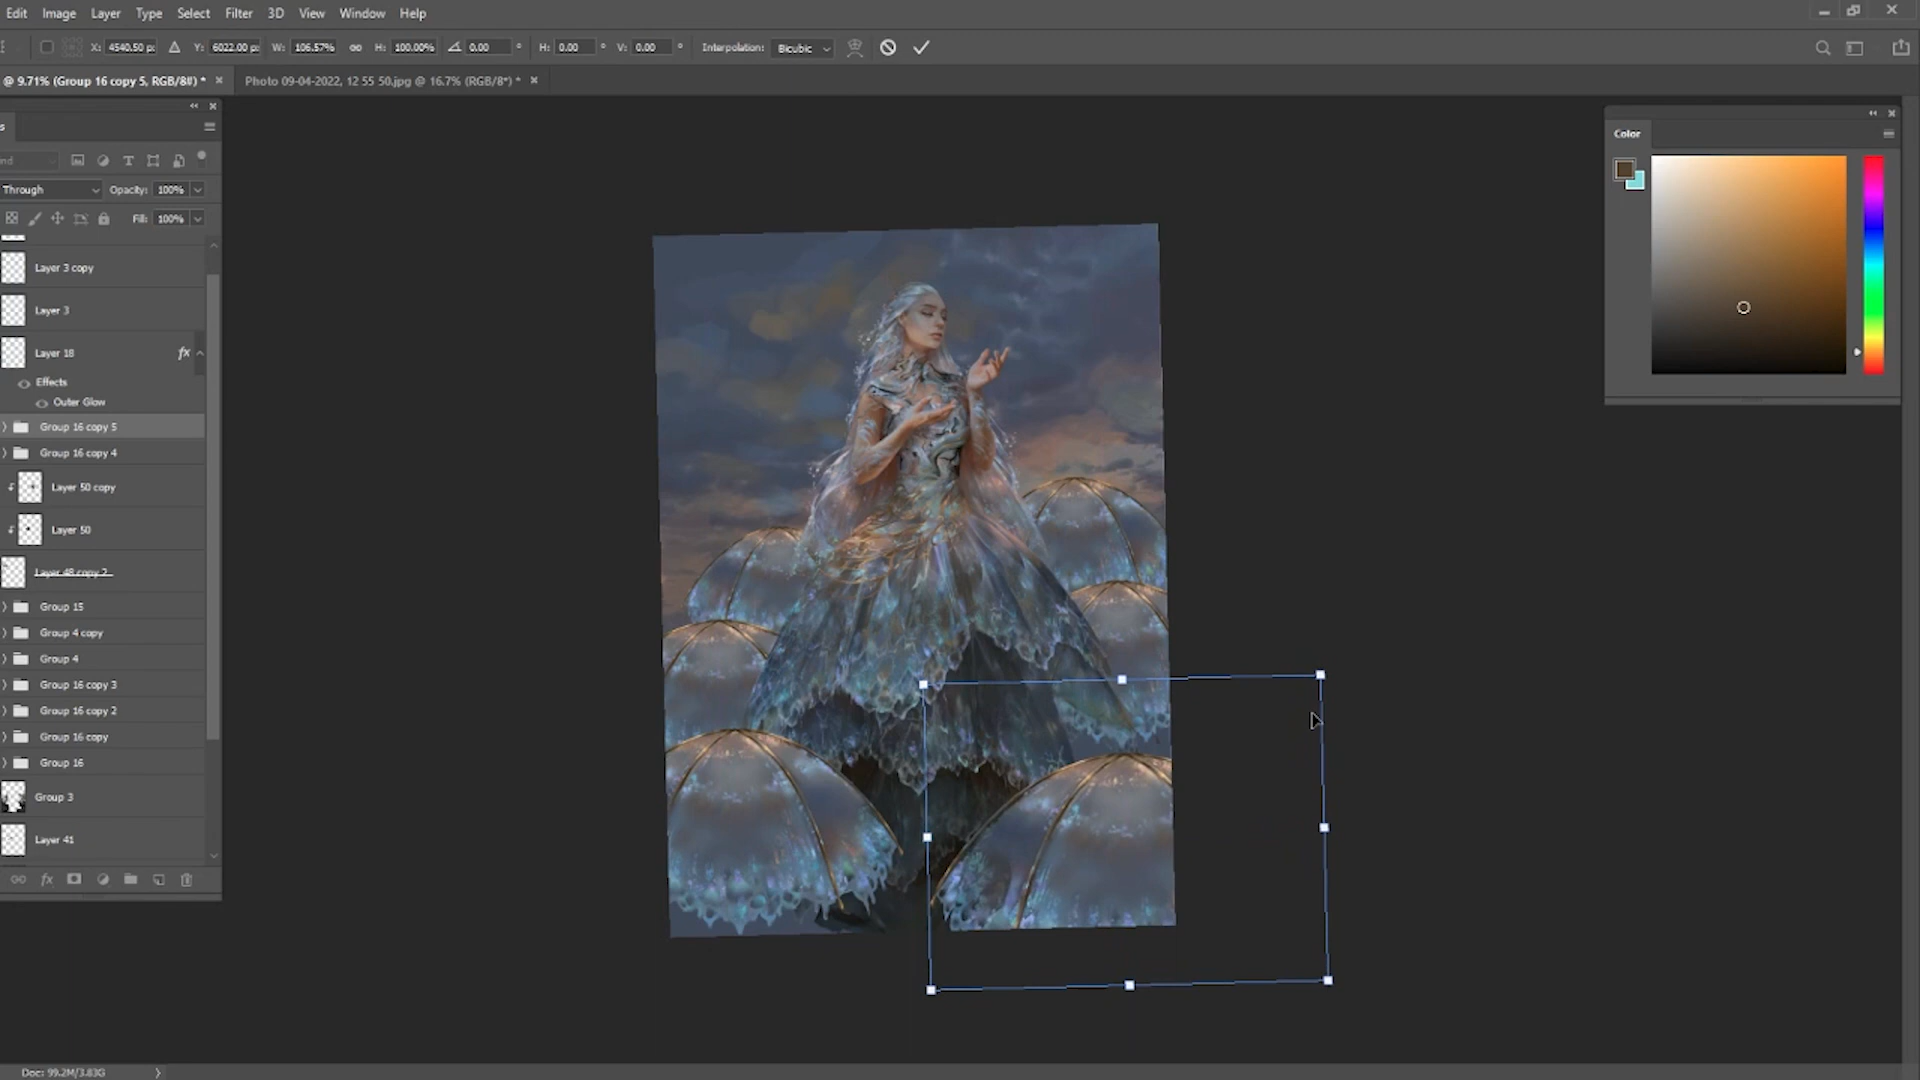 Edit Image Layer Type Select Filter 3D View Window Help
X: 4540.50 p: Y: 6022.00 p: W: 106.57% H: 100.00% 0.00 ° H: 0.00 ° V: 0.00 ° Interpolation: Bicubic
@ 9.71% (Group 16 copy 5, RGB/8#) * × Photo 09-04-2022, 12 55 50.jpg @ 16.7% (RGB/8*) * ×
Color
Through Opacity: 100%
Fill: 100%
Layer 3 copy
Layer 3
Layer 18 fx
Effects
Outer Glow
Group 16 copy 5
Group 16 copy 4
Layer 50 copy
Layer 50
Layer 48 copy 2
Group 15
Group 4 copy
Group 4
Group 16 copy 3
Group 16 copy 2
Group 16 copy
Group 16
Group 3
Layer 41
fx
Doc: 99.2M/3.83G